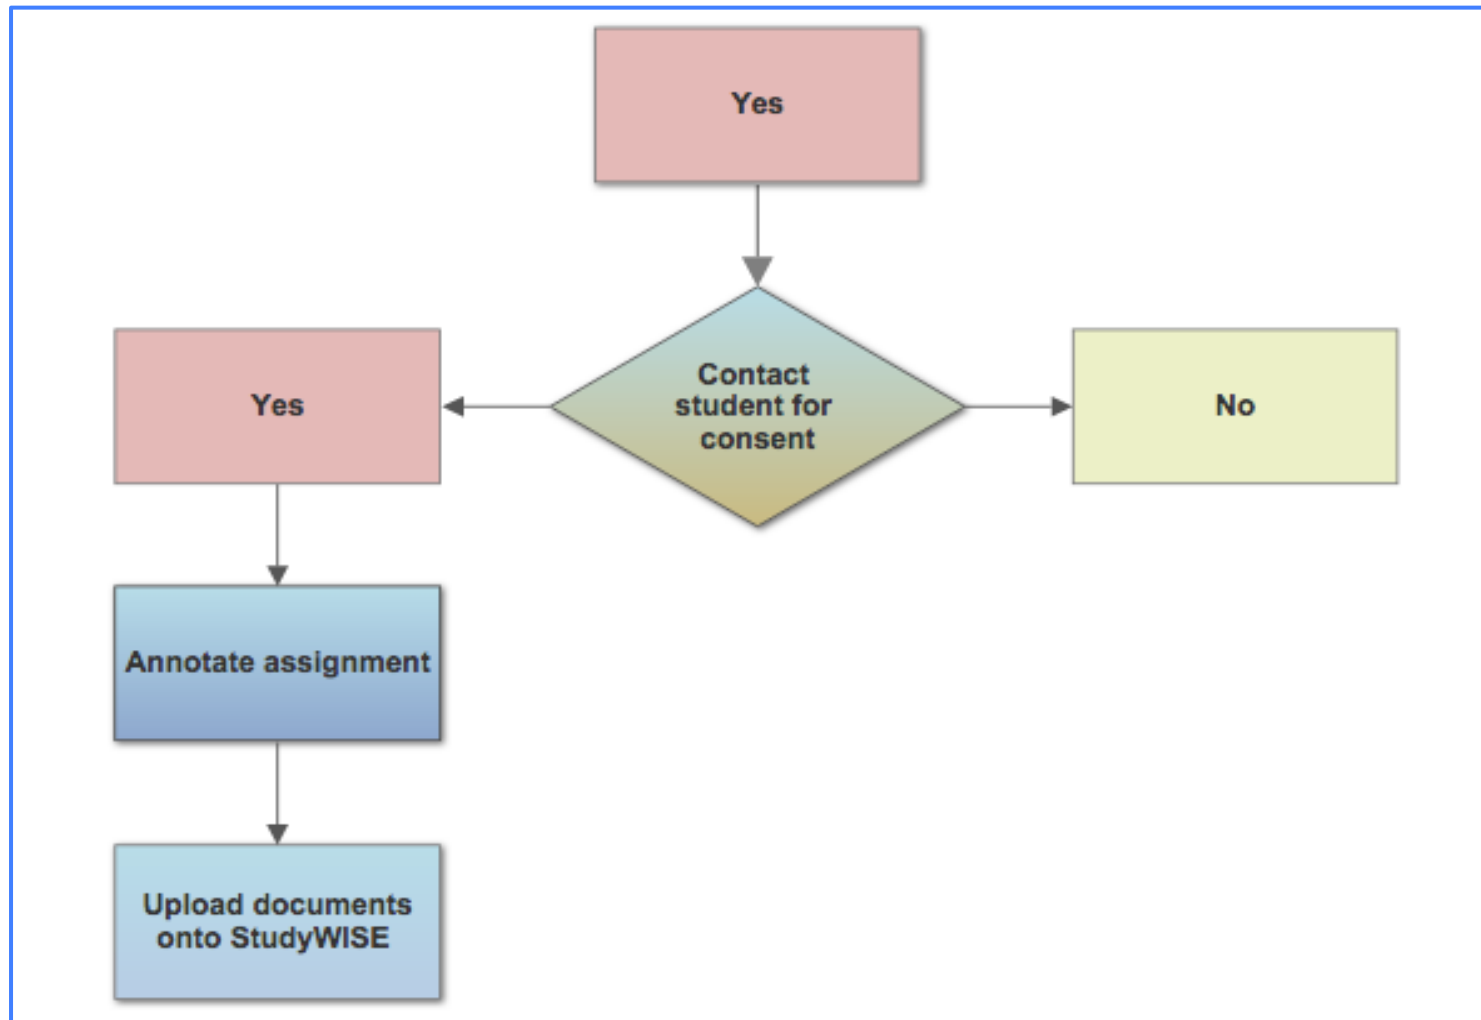 Yes
Contact
student for
consent
Yes
No
Annotate assignment
Upload documents
onto StudyWISE